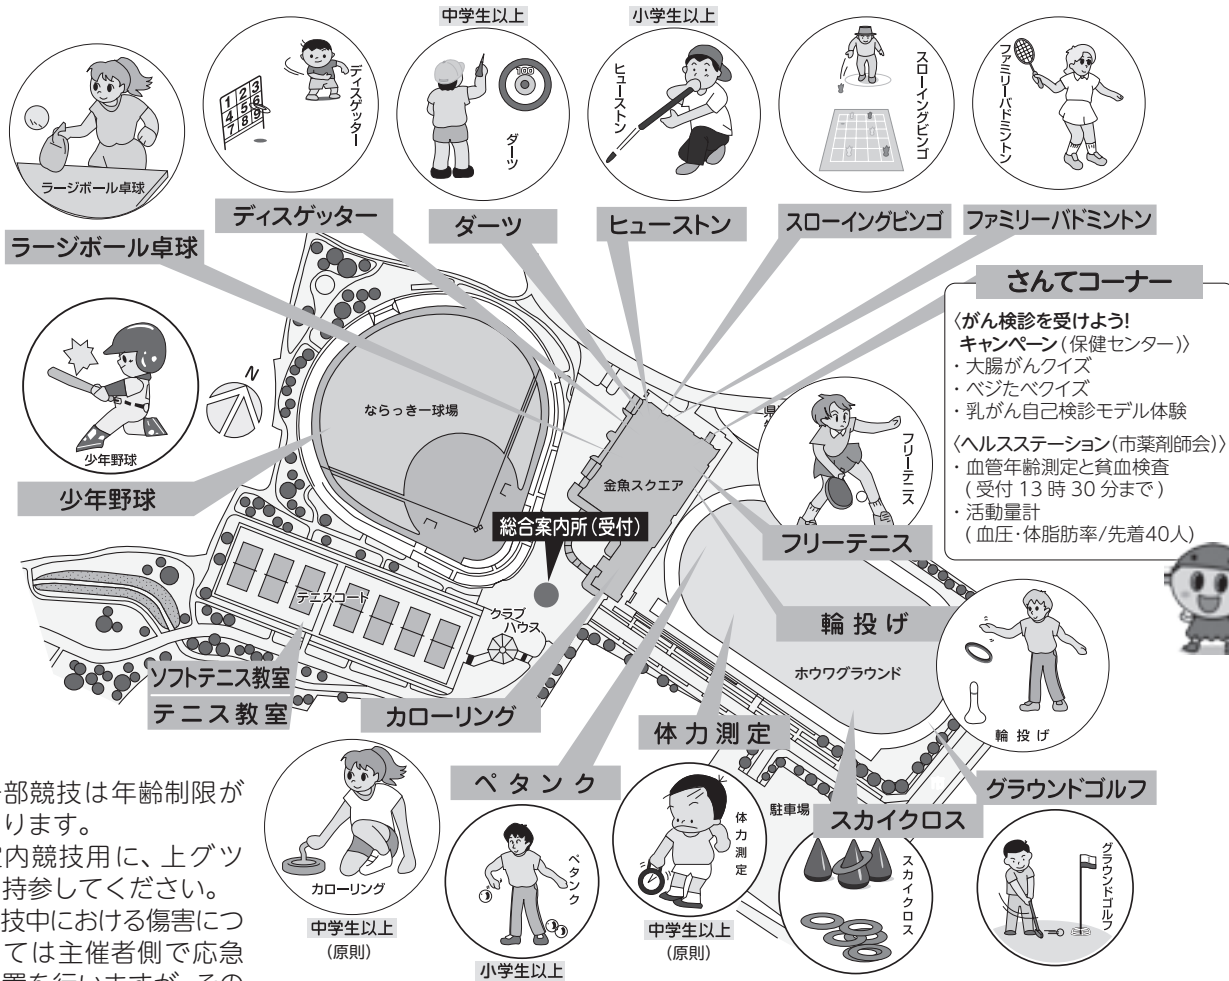 中学生以上
小学生以上
ラージボール卓球
1 2 3
4 5 6
7 8 9
ディスゲッター
100
ダーツ
ヒューストン
スローイングビンゴ
ファミリーバドミントン
ディスゲッター
ダーツ
ヒューストン
スローイングビンゴ
ファミリーバドミントン
ラージボール卓球
さんてコーナー
〈がん検診を受けよう!
キャンペーン(保健センター)〉
・大腸がんクイズ
・ベジたべクイズ
・乳がん自己検診モデル体験
〈ヘルスステーション(市薬剤師会)〉
・血管年齢測定と貧血検査
(受付 13 時 30 分まで)
・活動量計
(血圧・体脂肪率/先着40人)
少年野球
N
ならっきー球場
県
フリーテニス
少年野球
金魚スクエア
総合案内所(受付)
フリーテニス
テニスコート
クラブ
ハウス
輪投げ
ホウワグラウンド
輪投げ
ソフトテニス教室
テニス教室
カローリング
体力測定
ペタンク
グラウンドゴルフ
駐車場
スカイクロス
カローリング
中学生以上
(原則)
ペタンク
小学生以上
体力測定
中学生以上
(原則)
スカイクロス
グラウンドゴルフ
部競技は年齢制限が
ります。
内競技用に、上グツ
持参してください。
技中における傷害につ
ては主催者側で応急
置を行いますが、その